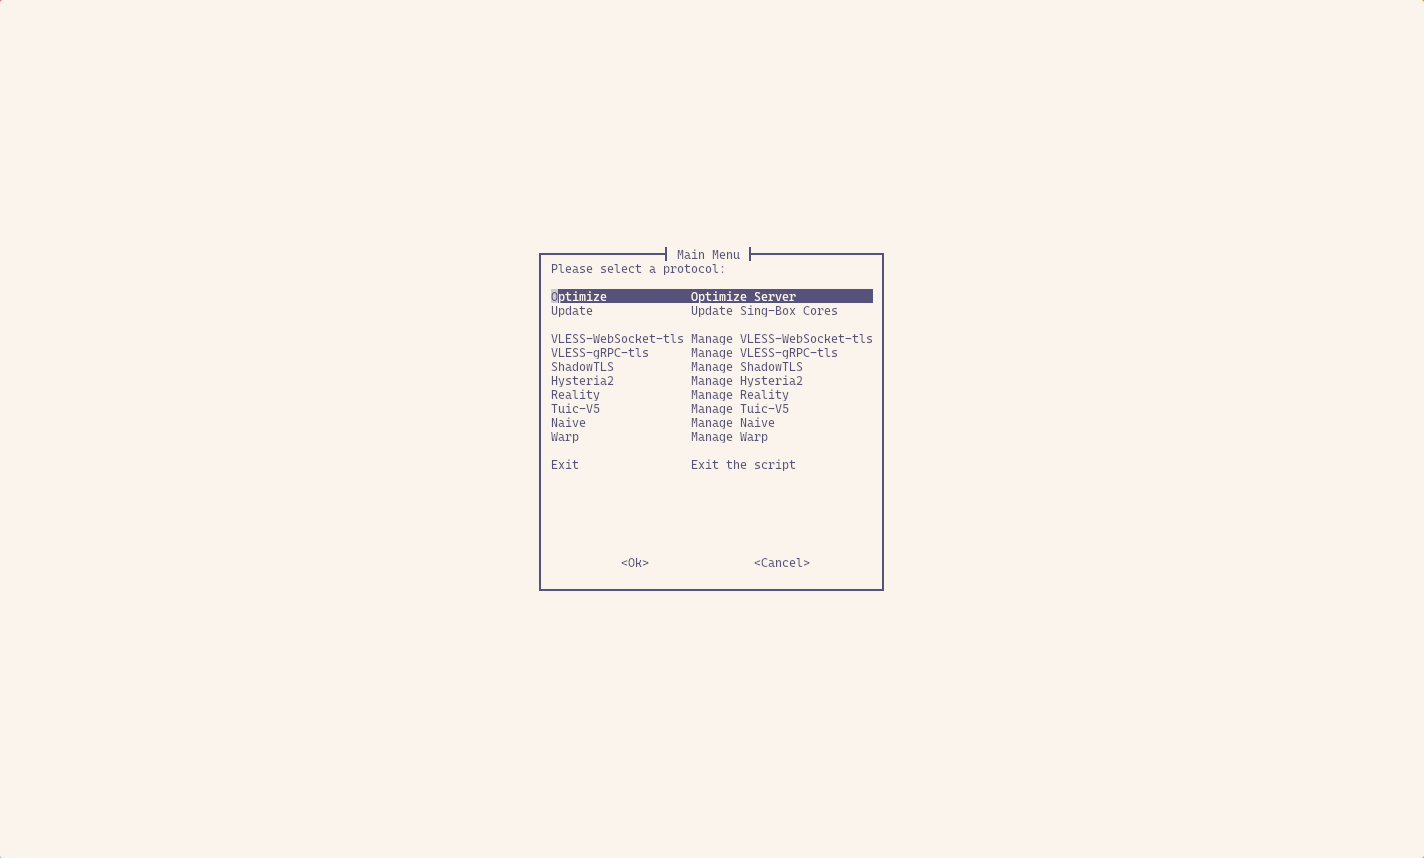 Main Menu
Please select a protocol:
Optimize Optimize Server
Update Update Sing-Box Cores
VLESS-WebSocket-tls Manage VLESS-WebSocket-tls
VLESS-gRPC-tls Manage VLESS-gRPC-tls
ShadowTLS Manage ShadowTLS
Hysteria2 Manage Hysteria2
Reality Manage Reality
Tuic-V5 Manage Tuic-V5
Naive Manage Naive
Warp Manage Warp
Exit Exit the script
<Ok> <Cancel>